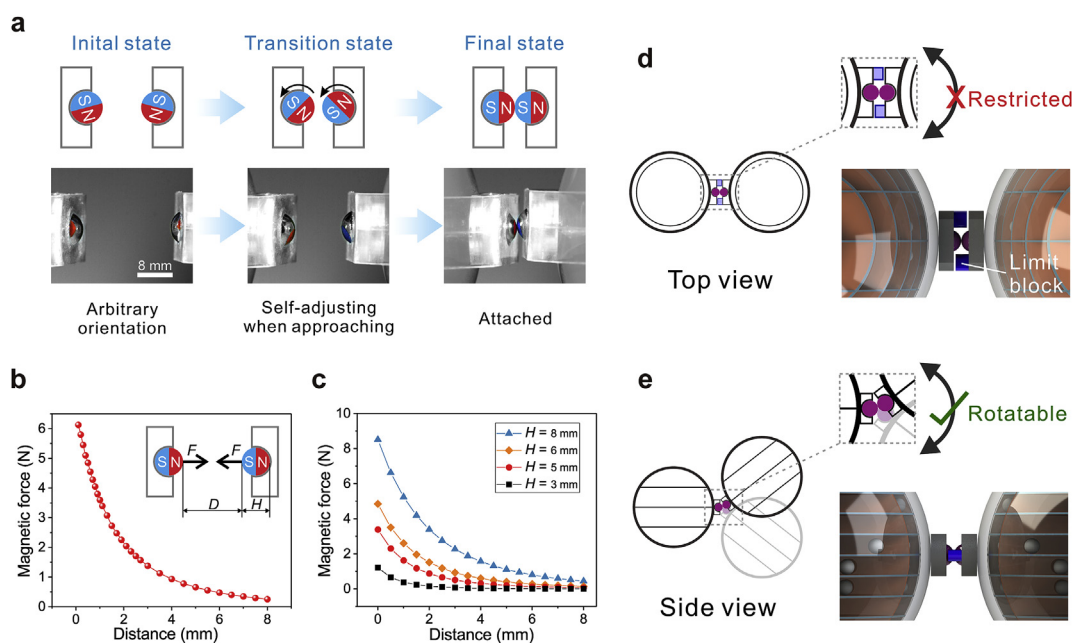 a
Inital state
Transition state
Final state
S
N
S
N
S
N
S
N
S N
S N
8 mm
Arbitrary
orientation
Self-adjusting
when approaching
Attached
b
Magnetic force (N)
6
5
4
3
2
1
0
0 2 4 6 8
Distance (mm)
S N
F
F
S N
D
H
c
Magnetic force (N)
10
8
6
4
2
0
0 2 4 6 8
Distance (mm)
H = 8 mm
H = 6 mm
H = 5 mm
H = 3 mm
d
X Restricted
Top view
Limit
block
e
Rotatable
Side view